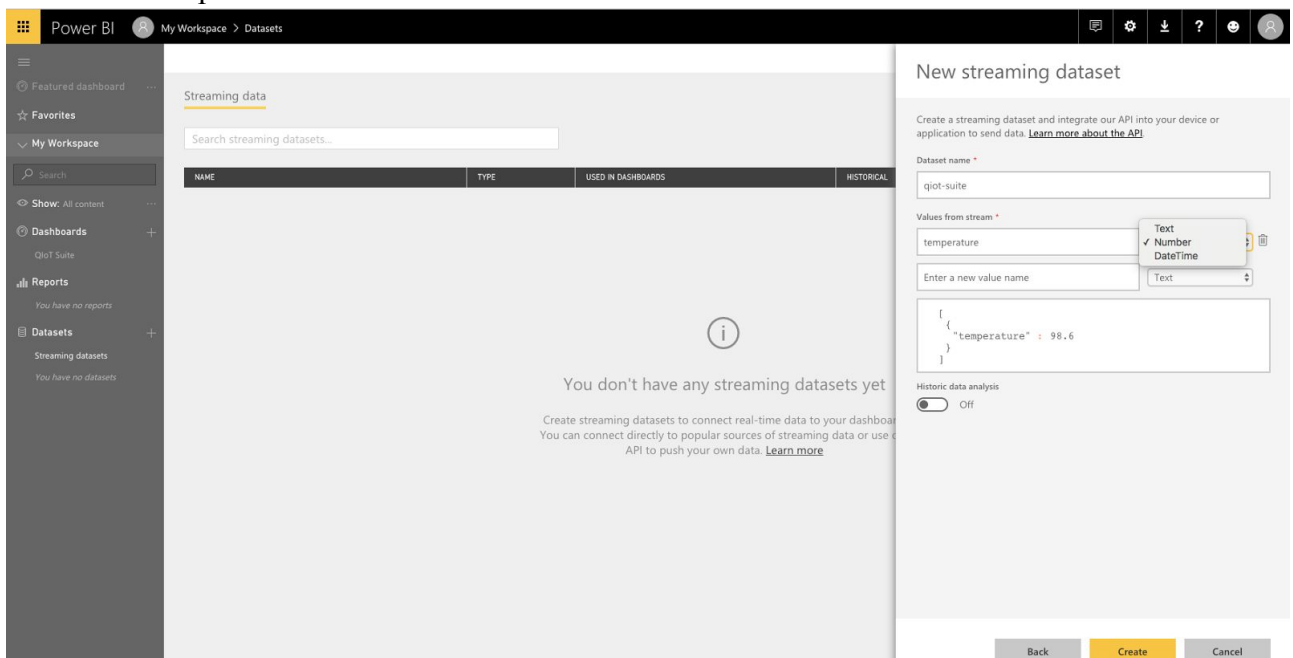 Power BI My Workspace > Datasets ?
Featured dashboard ...
Favorites
My Workspace
Search
Show: All content ...
Dashboards +
QIoT Suite
Reports
You have no reports
Datasets +
Streaming datasets
You have no datasets
Streaming data
Search streaming datasets...
NAME TYPE USED IN DASHBOARDS HISTORICAL
You don't have any streaming datasets yet
Create streaming datasets to connect real-time data to your dashboar
You can connect directly to popular sources of streaming data or use
API to push your own data. Learn more
New streaming dataset
Create a streaming dataset and integrate our API into your device or
application to send data. Learn more about the API.
Dataset name *
qiot-suite
Values from stream *
temperature
Text
✓ Number
DateTime
Enter a new value name Text
[
{
"temperature" : 98.6
}
]
Historic data analysis
Off
Back Create Cancel